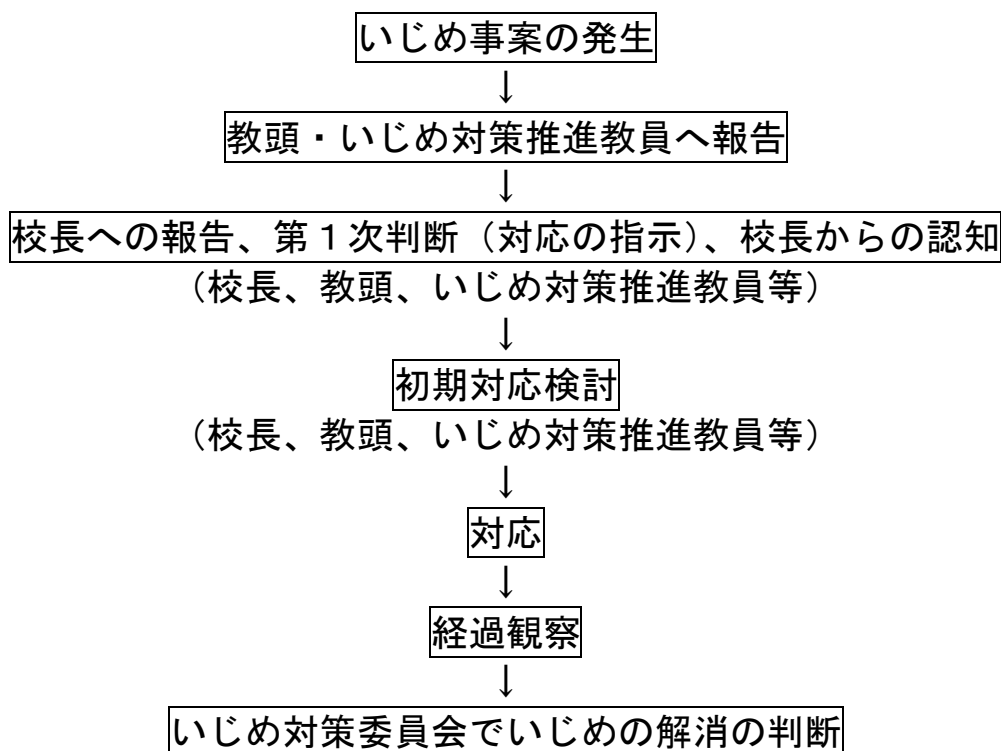 いじめ事案の発生
↓
教頭・いじめ対策推進教員へ報告
↓
校長への報告、第１次判断（対応の指示）、校長からの認知
（校長、教頭、いじめ対策推進教員等）
↓
初期対応検討
（校長、教頭、いじめ対策推進教員等）
↓
対応
↓
経過観察
↓
いじめ対策委員会でいじめの解消の判断